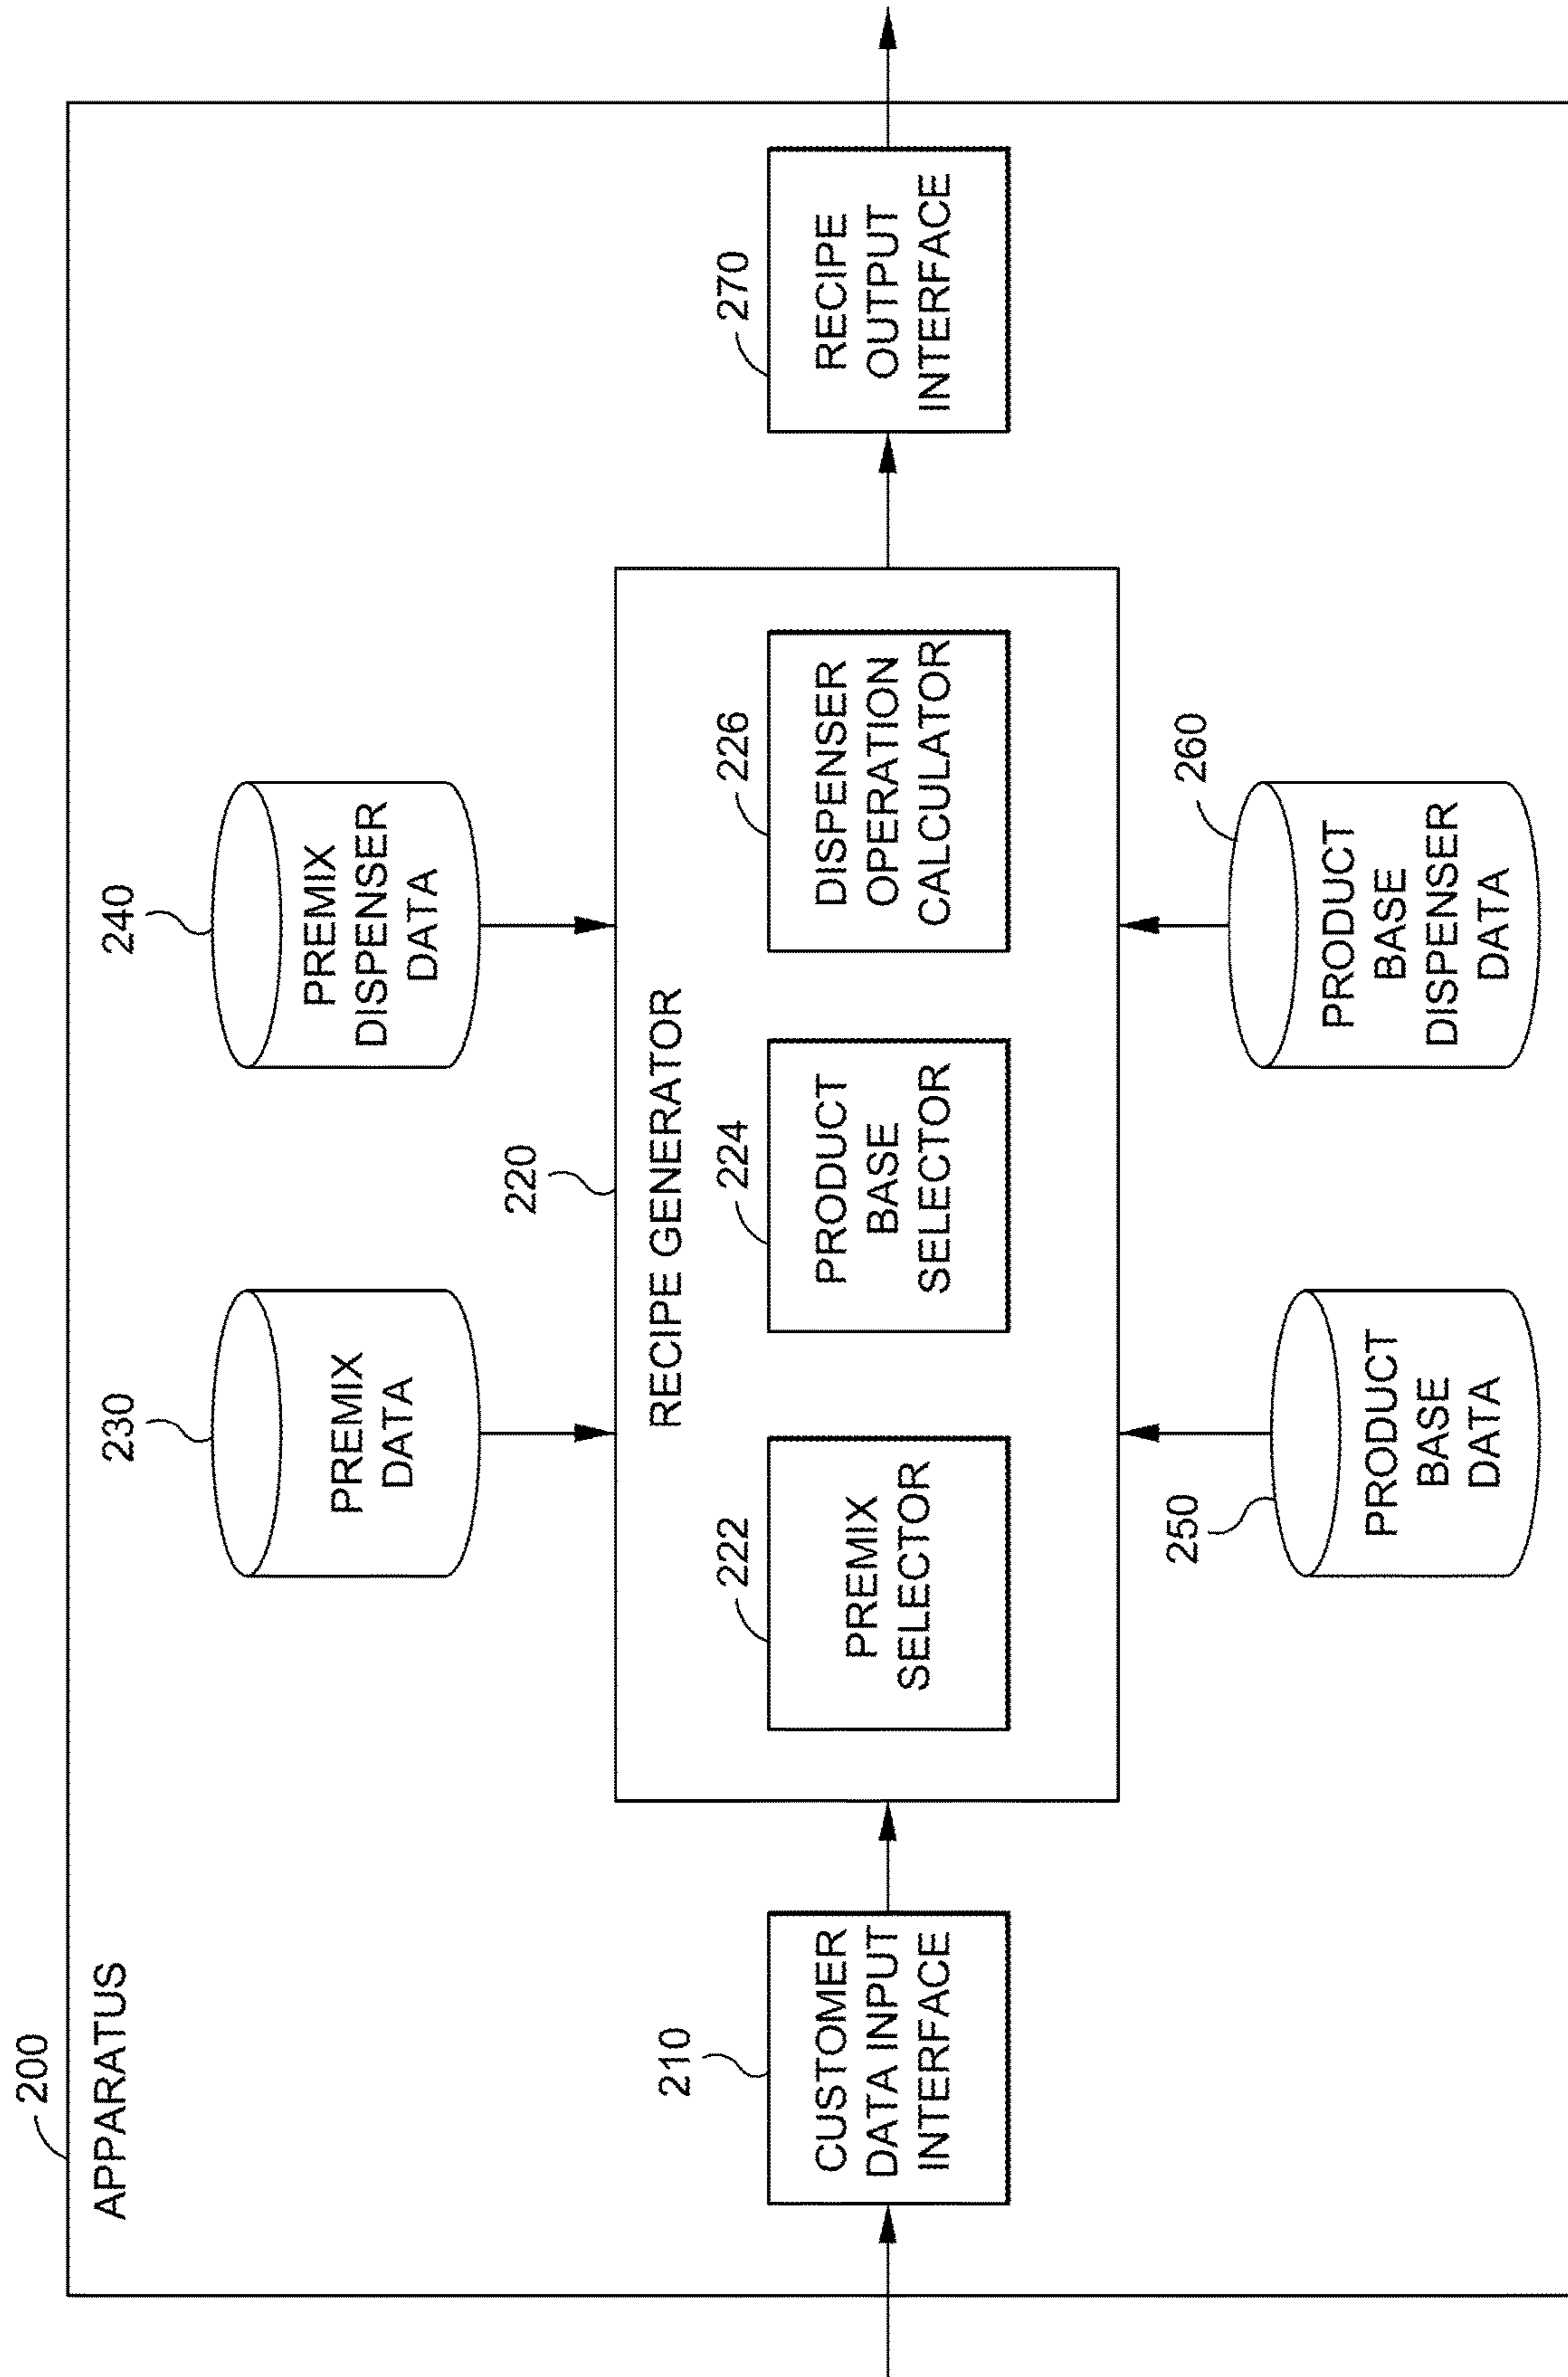 200
APPARATUS
230
PREMIX
DATA
240
PREMIX
DISPENSER
DATA
220
RECIPE GENERATOR
210
CUSTOMER
DATA INPUT
INTERFACE
222
PREMIX
SELECTOR
224
PRODUCT
BASE
SELECTOR
226
DISPENSER
OPERATION
CALCULATOR
270
RECIPE
OUTPUT
INTERFACE
250
PRODUCT
BASE
DATA
260
PRODUCT
BASE
DISPENSER
DATA